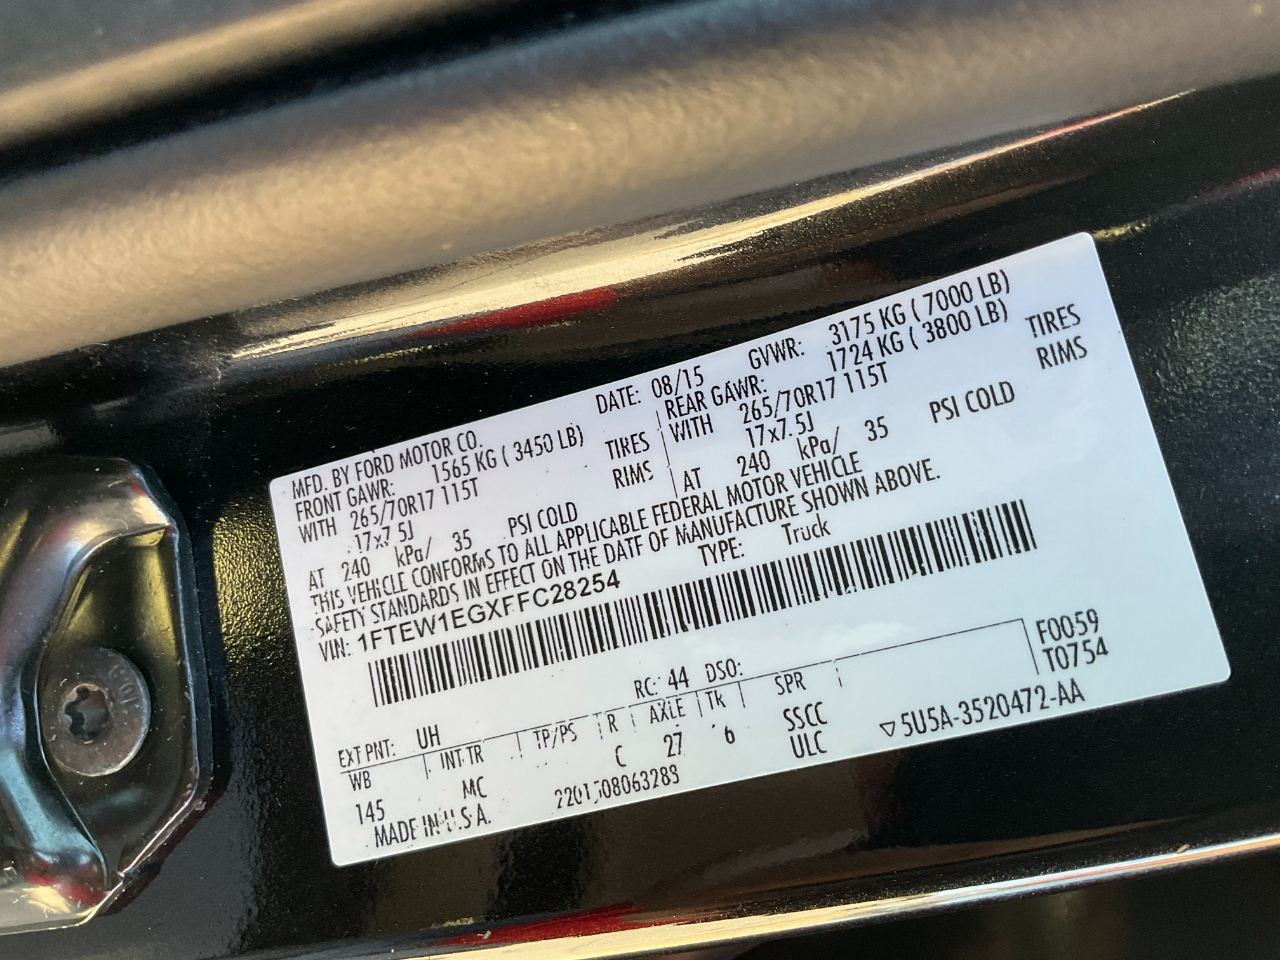 MFD. BY FORD MOTOR CO.
DATE: 08/15 GVWR: 3175 KG ( 7000 LB)
FRONT GAWR: 1565 KG ( 3450 LB)
REAR GAWR: 1724 KG ( 3800 LB)
WITH 265/70R17 115T TIRES
WITH 265/70R17 115T TIRES
17x7.5J RIMS
17x7.5J RIMS
AT 240 kPa/ 35 PSI COLD
AT 240 kPa/ 35 PSI COLD
THIS VEHICLE CONFORMS TO ALL APPLICABLE FEDERAL MOTOR VEHICLE
SAFETY STANDARDS IN EFFECT ON THE DATE OF MANUFACTURE SHOWN ABOVE.
VIN: 1FTEW1EGXFFC28254 TYPE: Truck
F0059
T0754
EXT PNT: UH RC: 44 DSO:
WB INT TR TP/PS R AXLE TR SPR
145 MC C 27 6 SSCC
ULC
MADE IN U.S.A. 2201508063283 ▽5U5A-3520472-AA
10.9